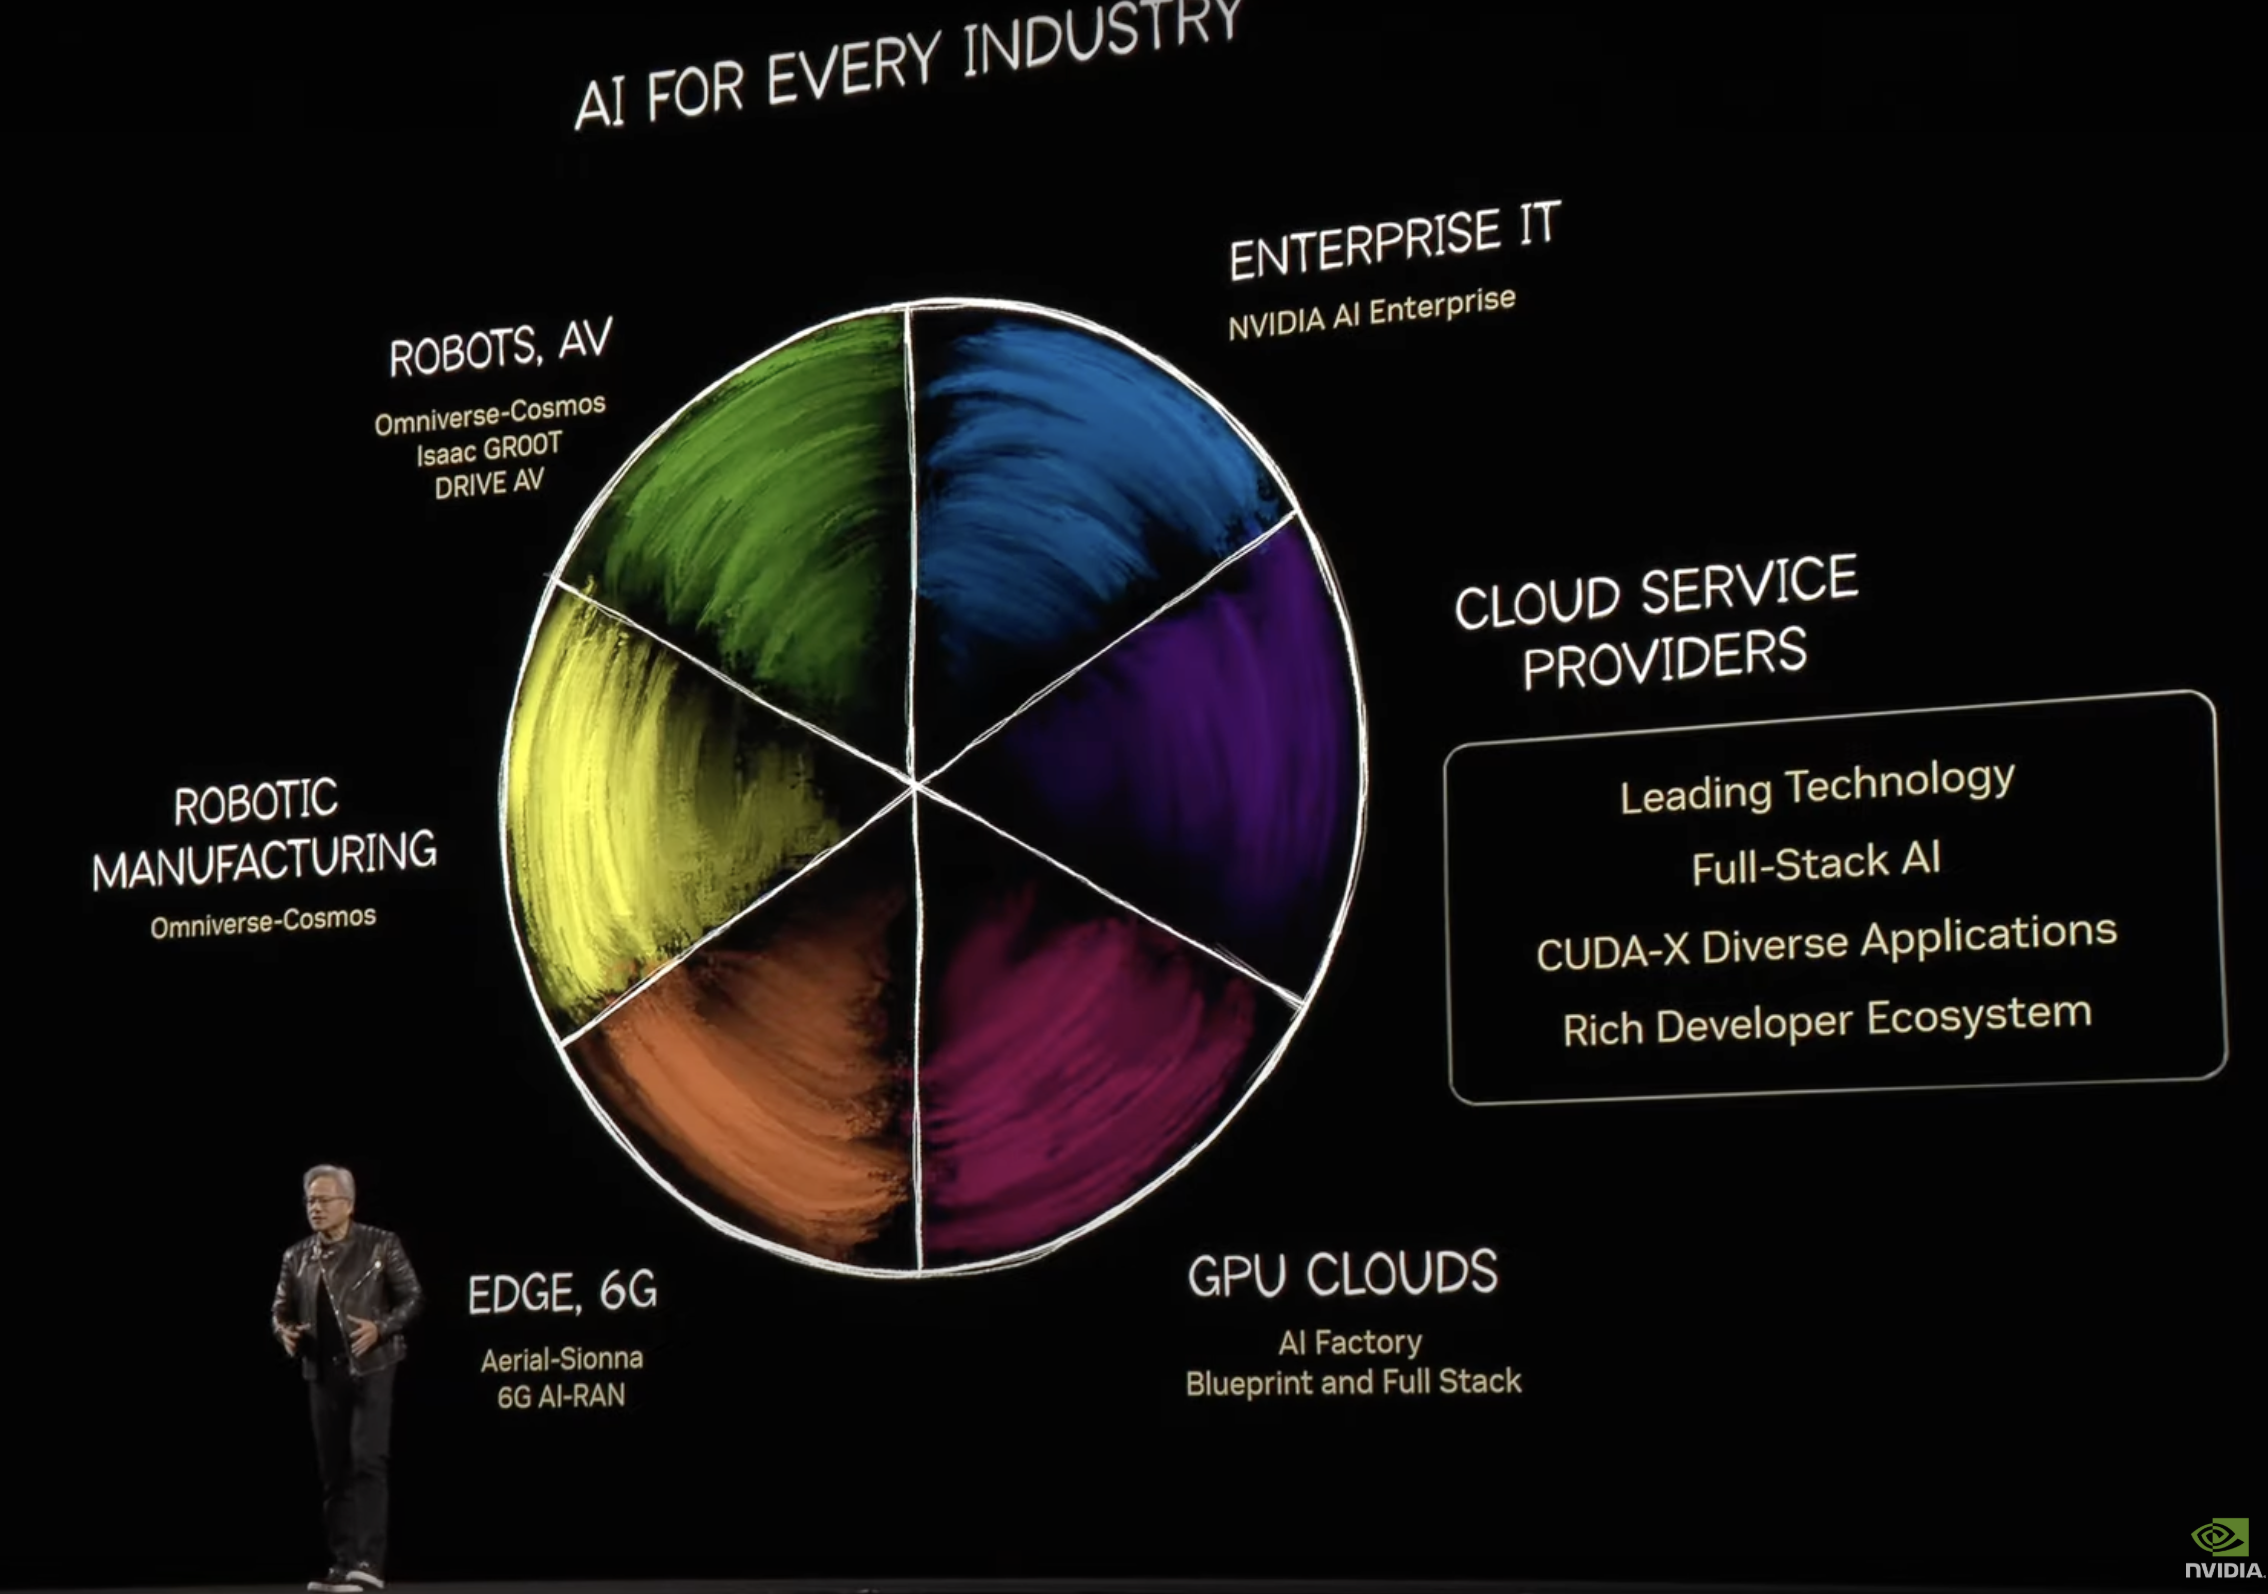 AI FOR EVERY INDUSTRY
ENTERPRISE IT
NVIDIA AI Enterprise
ROBOTS, AV
Omniverse-Cosmos
Isaac GR00T
DRIVE AV
CLOUD SERVICE
PROVIDERS
Leading Technology
Full-Stack AI
CUDA-X Diverse Applications
Rich Developer Ecosystem
ROBOTIC
MANUFACTURING
Omniverse-Cosmos
EDGE, 6G
Aerial-Sionna
6G AI-RAN
GPU CLOUDS
AI Factory
Blueprint and Full Stack
NVIDIA